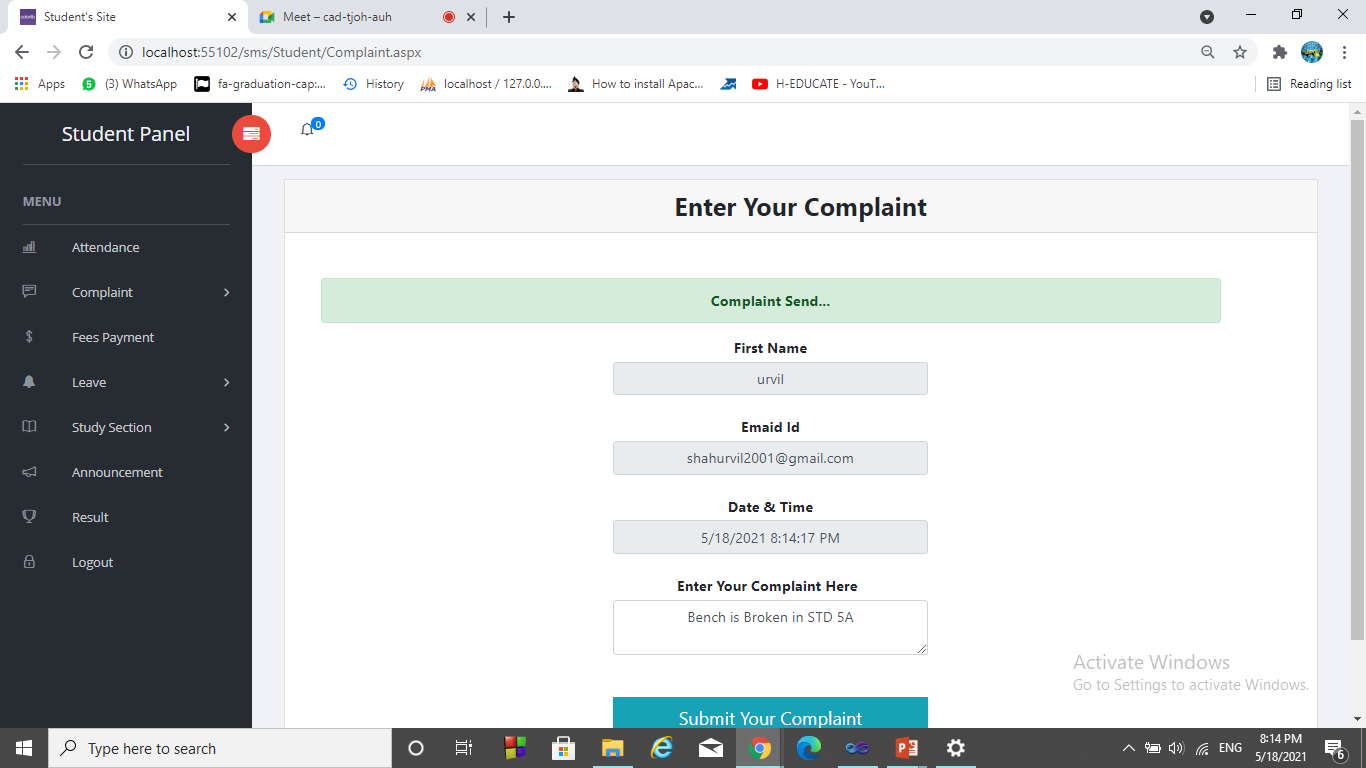 Student's Site
Meet – cad-tjoh-auh
localhost:55102/sms/Student/Complaint.aspx
Apps
(3) WhatsApp
fa-graduation-cap:...
History
localhost / 127.0.0....
How to install Apac...
H-EDUCATE - YouT...
Reading list
Student Panel
0
MENU
Attendance
Complaint
Fees Payment
Leave
Study Section
Announcement
Result
Logout
Enter Your Complaint
Complaint Send...
First Name
urvil
Emaid Id
shahurvil2001@gmail.com
Date & Time
5/18/2021 8:14:17 PM
Enter Your Complaint Here
Bench is Broken in STD 5A
Submit Your Complaint
Activate Windows
Go to Settings to activate Windows.
Type here to search
ENG
8:14 PM
5/18/2021
6